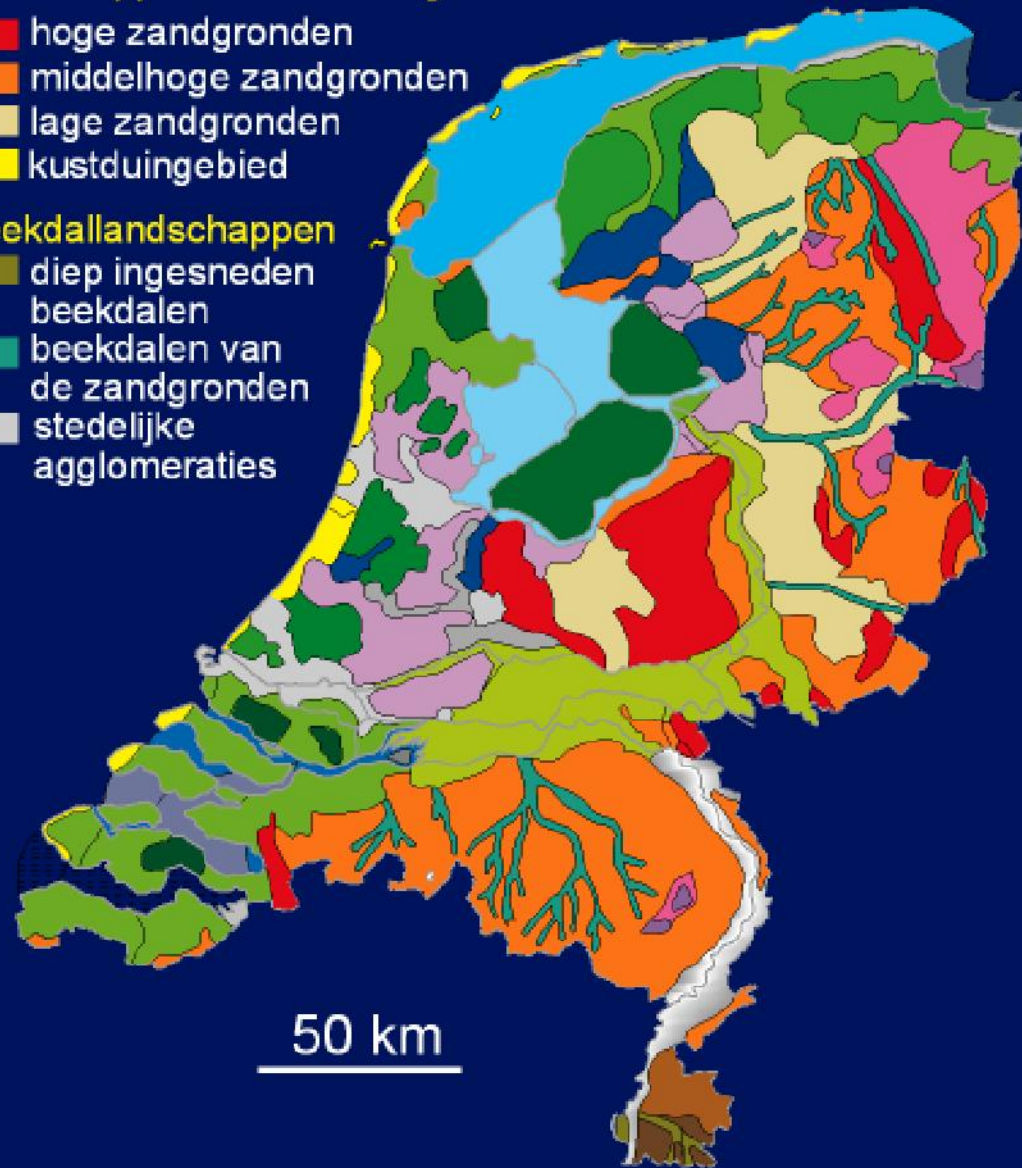 hoge zandgronden
middelhoge zandgronden
lage zandgronden
kustduingebied
ekdallandschappen
diep ingesneden
beekdalen
beekdalen van
de zandgronden
stedelijke
agglomeraties
50 km